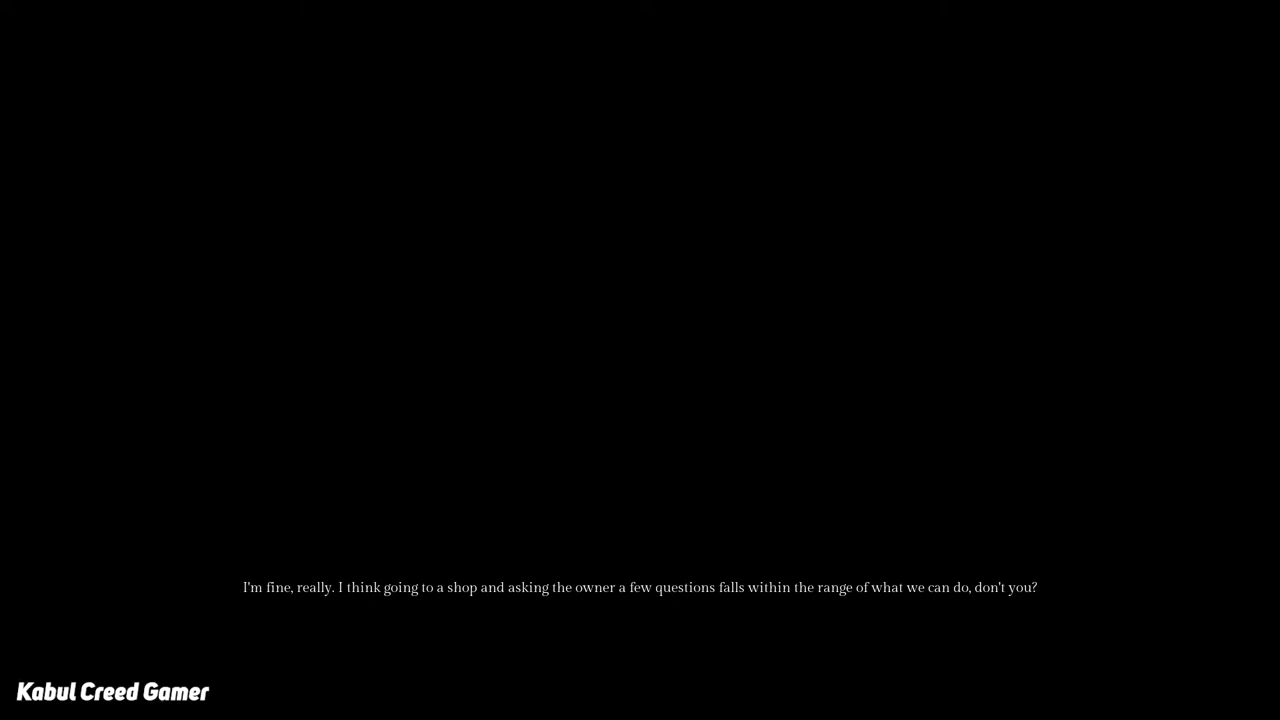 I'm fine, really. I think going to a shop and asking the owner a few questions falls within the range of what we can do, don't you?
Kabul Creed Gamer